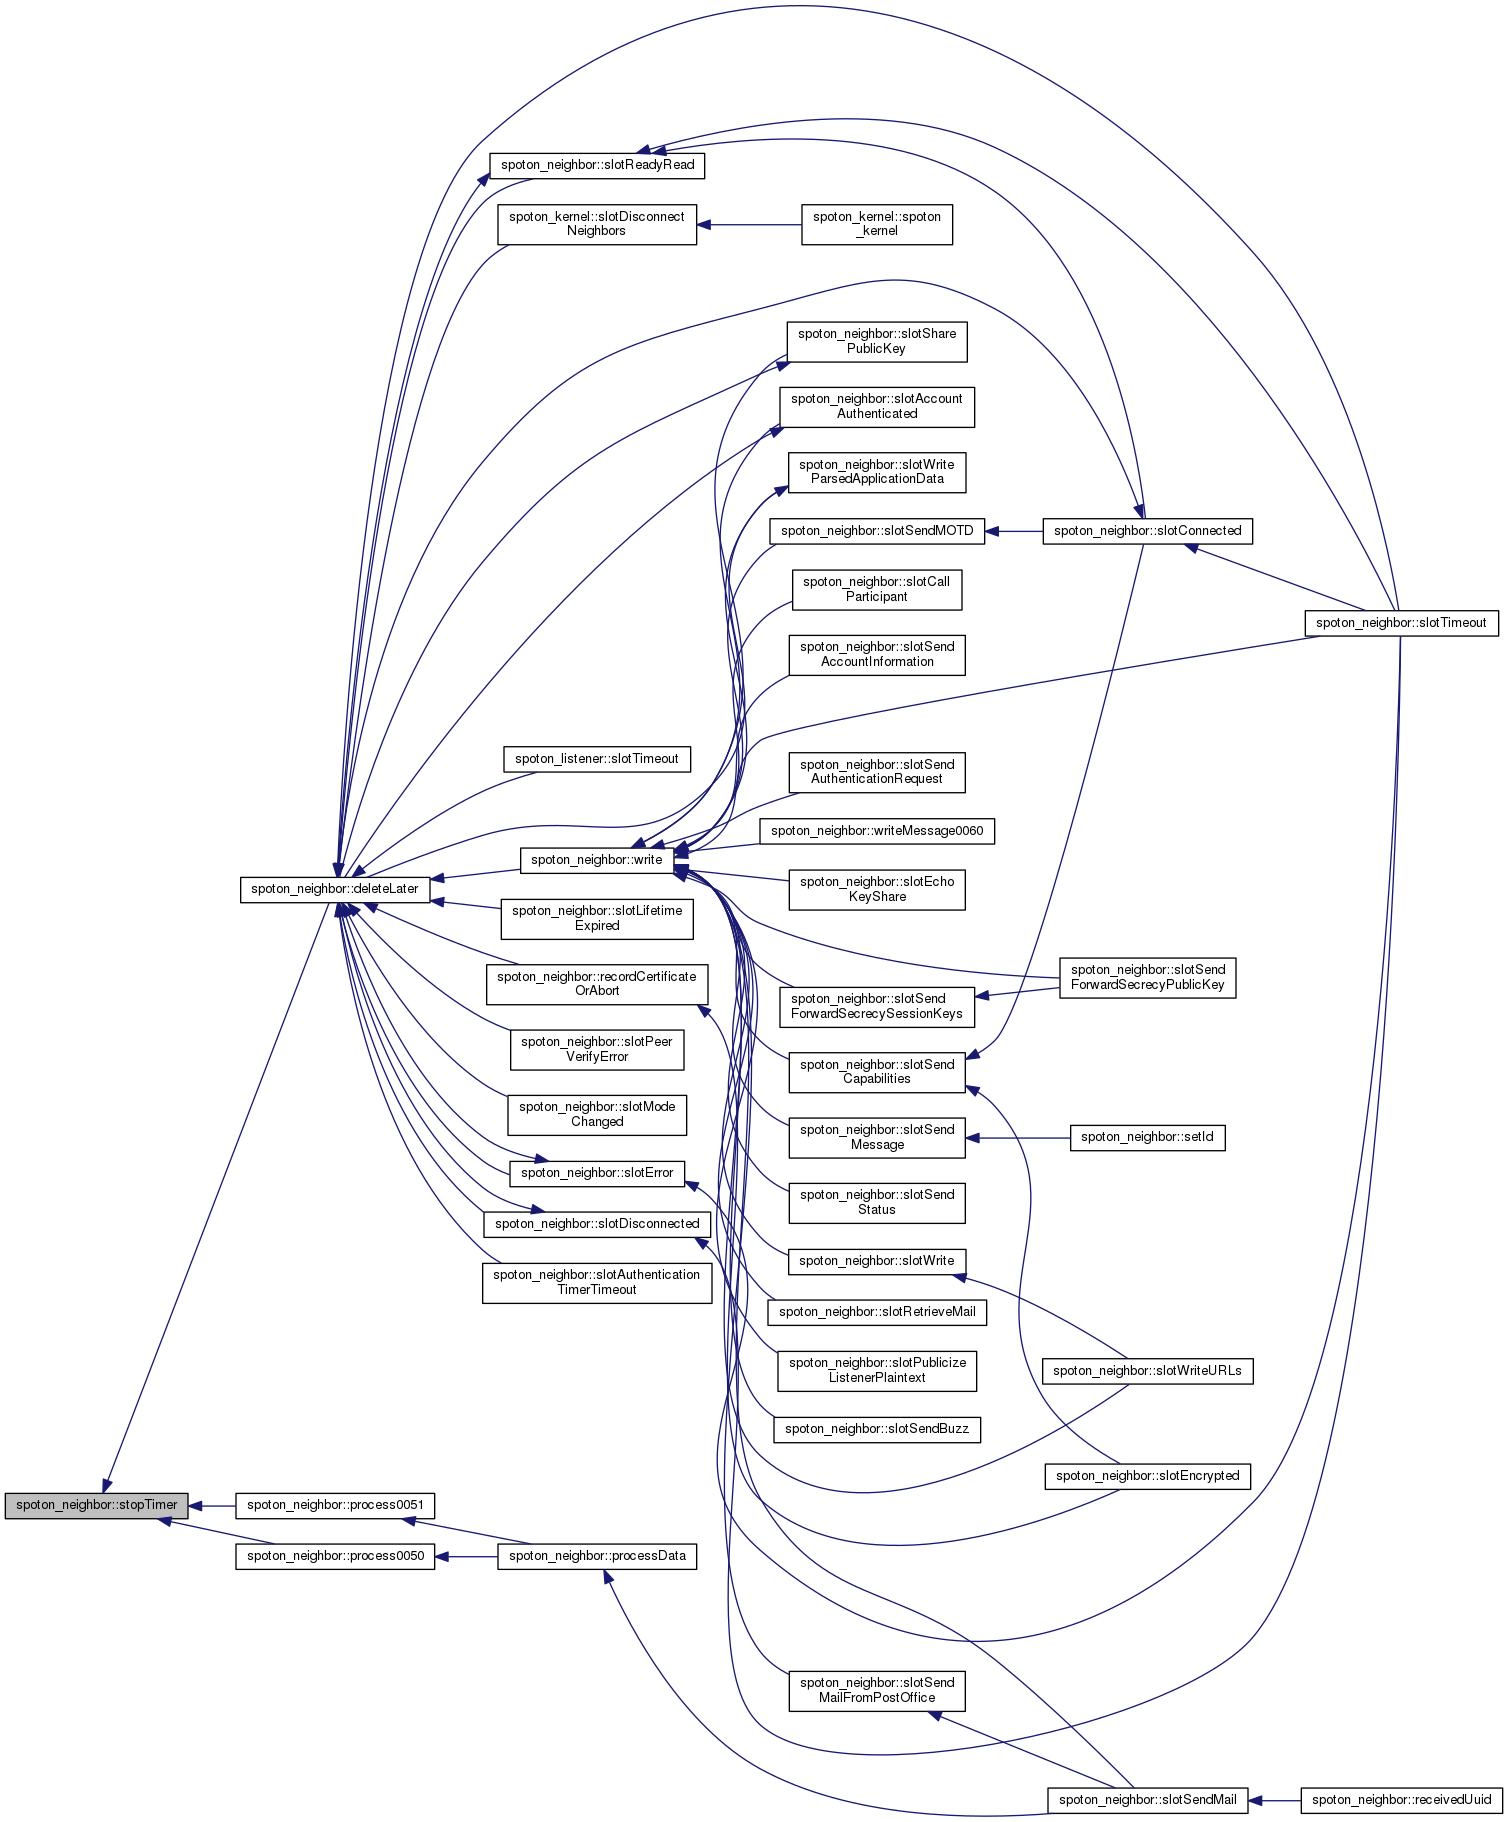 spoton_neighbor::slotReadyRead
spoton_kernel::slotDisconnect
Neighbors
spoton_kernel::spoton
_kernel
spoton_neighbor::slotShare
PublicKey
spoton_neighbor::slotAccount
Authenticated
spoton_neighbor::slotWrite
ParsedApplicationData
spoton_neighbor::slotSendMOTD
spoton_neighbor::slotConnected
spoton_neighbor::slotCall
Participant
spoton_neighbor::slotTimeout
spoton_neighbor::slotSend
AccountInformation
spoton_listener::slotTimeout
spoton_neighbor::slotSend
AuthenticationRequest
spoton_neighbor::writeMessage0060
spoton_neighbor::write
spoton_neighbor::deleteLater
spoton_neighbor::slotEcho
KeyShare
spoton_neighbor::slotLifetime
Expired
spoton_neighbor::recordCertificate
OrAbort
spoton_neighbor::slotSend
ForwardSecrecyPublicKey
spoton_neighbor::slotSend
ForwardSecrecySessionKeys
spoton_neighbor::slotPeer
VerifyError
spoton_neighbor::slotSend
Capabilities
spoton_neighbor::slotMode
Changed
spoton_neighbor::slotSend
Message
spoton_neighbor::setId
spoton_neighbor::slotError
spoton_neighbor::slotSend
Status
spoton_neighbor::slotDisconnected
spoton_neighbor::slotWrite
spoton_neighbor::slotAuthentication
TimerTimeout
spoton_neighbor::slotRetrieveMail
spoton_neighbor::slotPublicize
ListenerPlaintext
spoton_neighbor::slotWriteURLs
spoton_neighbor::slotSendBuzz
spoton_neighbor::slotEncrypted
spoton_neighbor::stopTimer
spoton_neighbor::process0051
spoton_neighbor::process0050
spoton_neighbor::processData
spoton_neighbor::slotSend
MailFromPostOffice
spoton_neighbor::slotSendMail
spoton_neighbor::receivedUuid